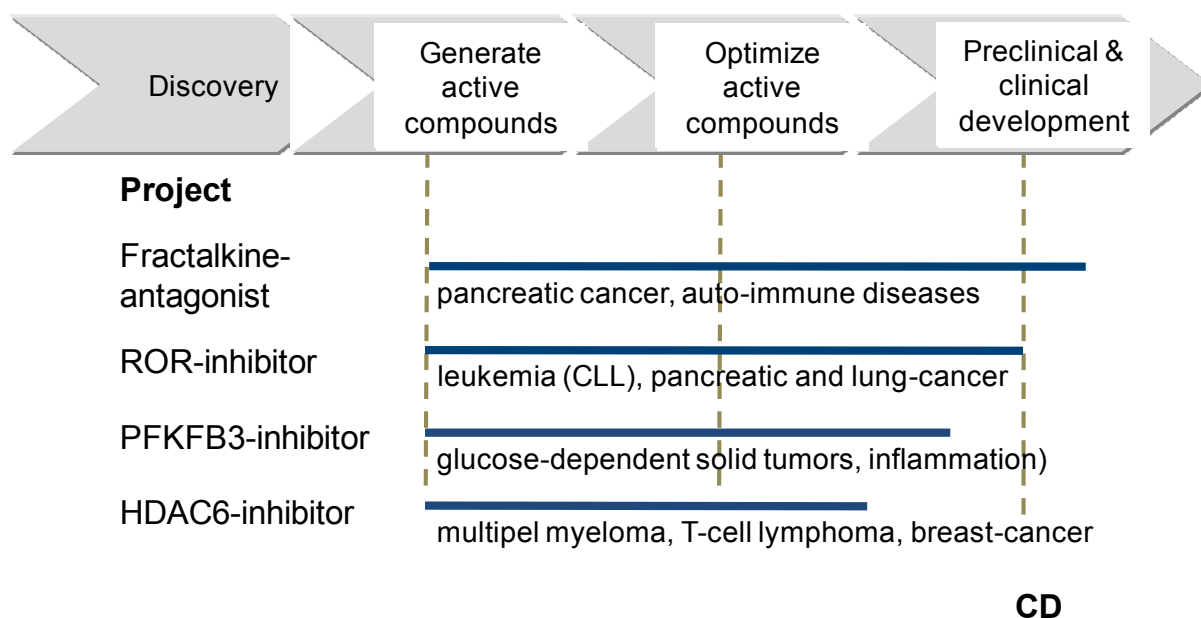 Discovery
Generate
active
compounds
Optimize
active
compounds
Preclinical &
clinical
development
Project
Fractalkine-
antagonist
pancreatic cancer, auto-immune diseases
ROR-inhibitor
leukemia (CLL), pancreatic and lung-cancer
PFKFB3-inhibitor
glucose-dependent solid tumors, inflammation)
HDAC6-inhibitor
multipel myeloma, T-cell lymphoma, breast-cancer
CD